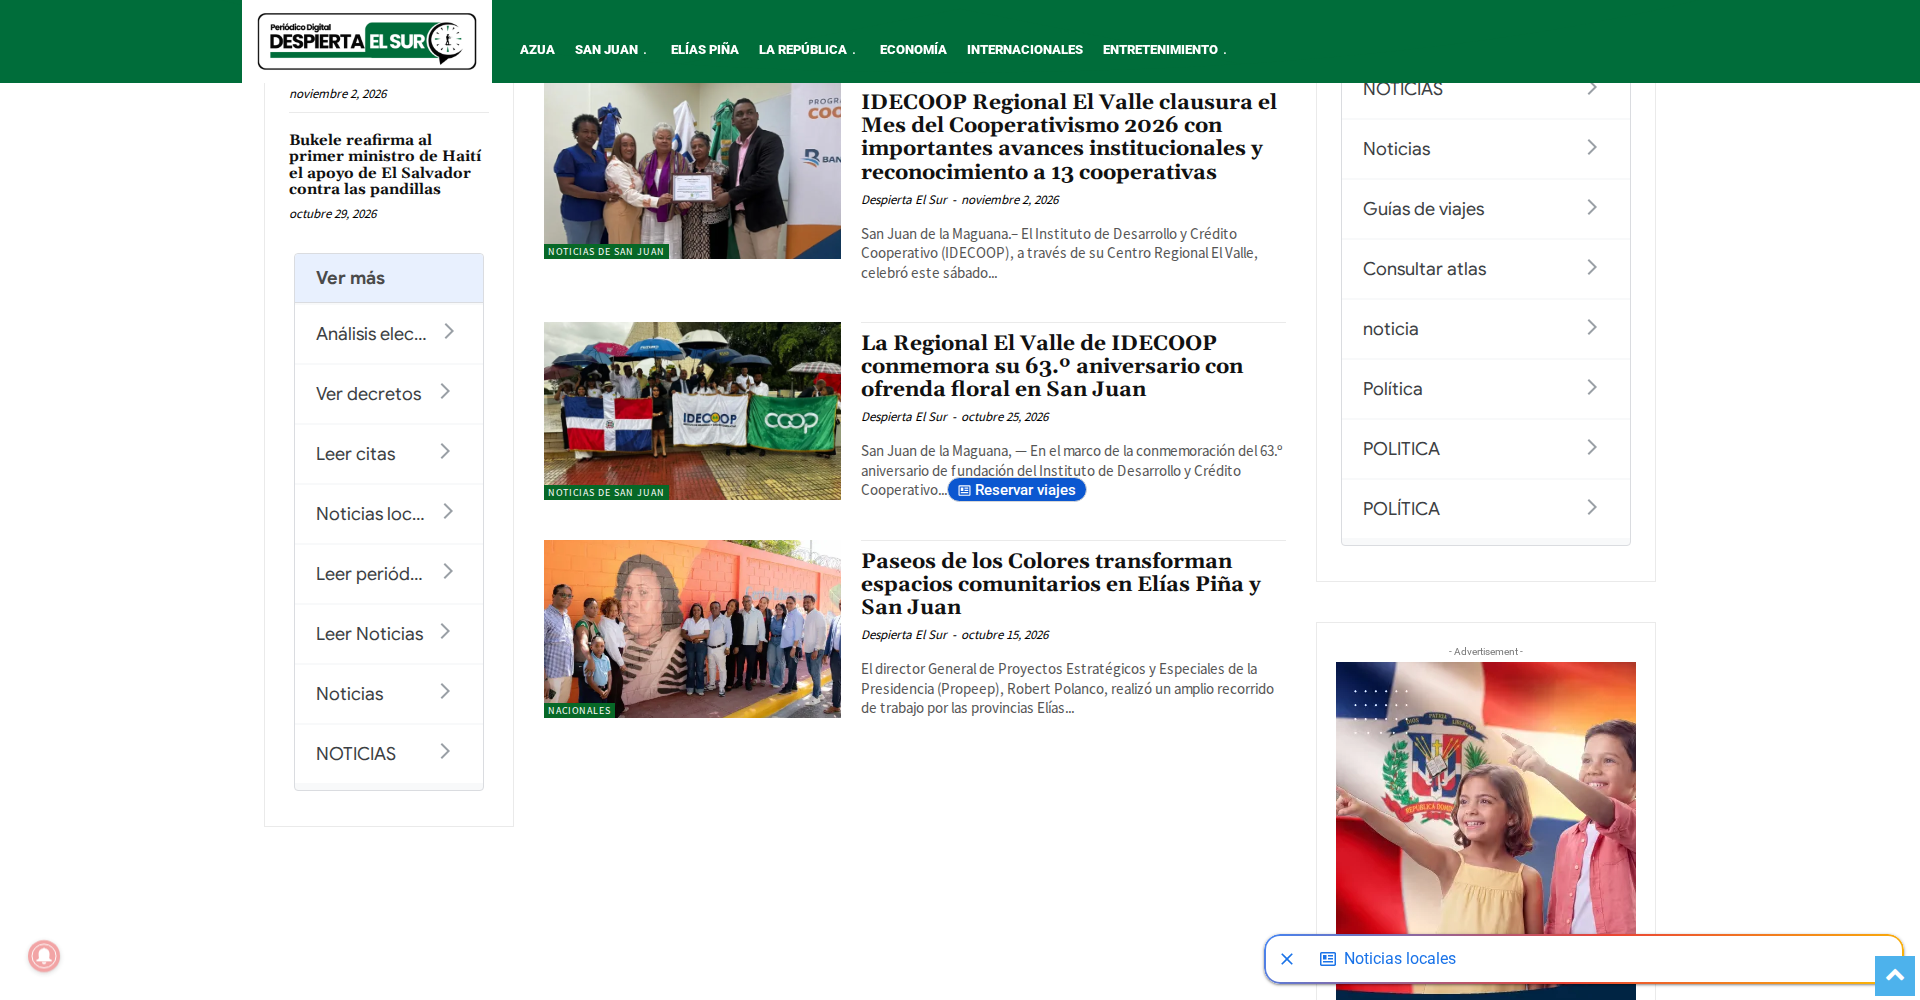 Periódico Digital
DESPIERTA EL SUR
AZUA
SAN JUAN
ELÍAS PIÑA
LA REPÚBLICA
ECONOMÍA
INTERNACIONALES
ENTRETENIMIENTO
noviembre 2, 2026
Bukele reafirma al
primer ministro de Haití
el apoyo de El Salvador
contra las pandillas
octubre 29, 2026
Ver más
Análisis elec...
Ver decretos
Leer citas
Noticias loc...
Leer periód...
Leer Noticias
Noticias
NOTICIAS
NOTICIAS DE SAN JUAN
IDECOOP Regional El Valle clausura el
Mes del Cooperativismo 2026 con
importantes avances institucionales y
reconocimiento a 13 cooperativas
Despierta El Sur - noviembre 2, 2026
San Juan de la Maguana.– El Instituto de Desarrollo y Crédito
Cooperativo (IDECOOP), a través de su Centro Regional El Valle,
celebró este sábado...
IDECOOP
coop
NOTICIAS DE SAN JUAN
La Regional El Valle de IDECOOP
conmemora su 63.º aniversario con
ofrenda floral en San Juan
Despierta El Sur - octubre 25, 2026
San Juan de la Maguana, — En el marco de la conmemoración del 63.º
aniversario de fundación del Instituto de Desarrollo y Crédito
Cooperativo...
Reservar viajes
NACIONALES
Paseos de los Colores transforman
espacios comunitarios en Elías Piña y
San Juan
Despierta El Sur - octubre 15, 2026
El director General de Proyectos Estratégicos y Especiales de la
Presidencia (Propeep), Robert Polanco, realizó un amplio recorrido
de trabajo por las provincias Elías...
NOTICIAS
Noticias
Guías de viajes
Consultar atlas
noticia
Política
POLITICA
POLÍTICA
- Advertisement -
Noticias locales